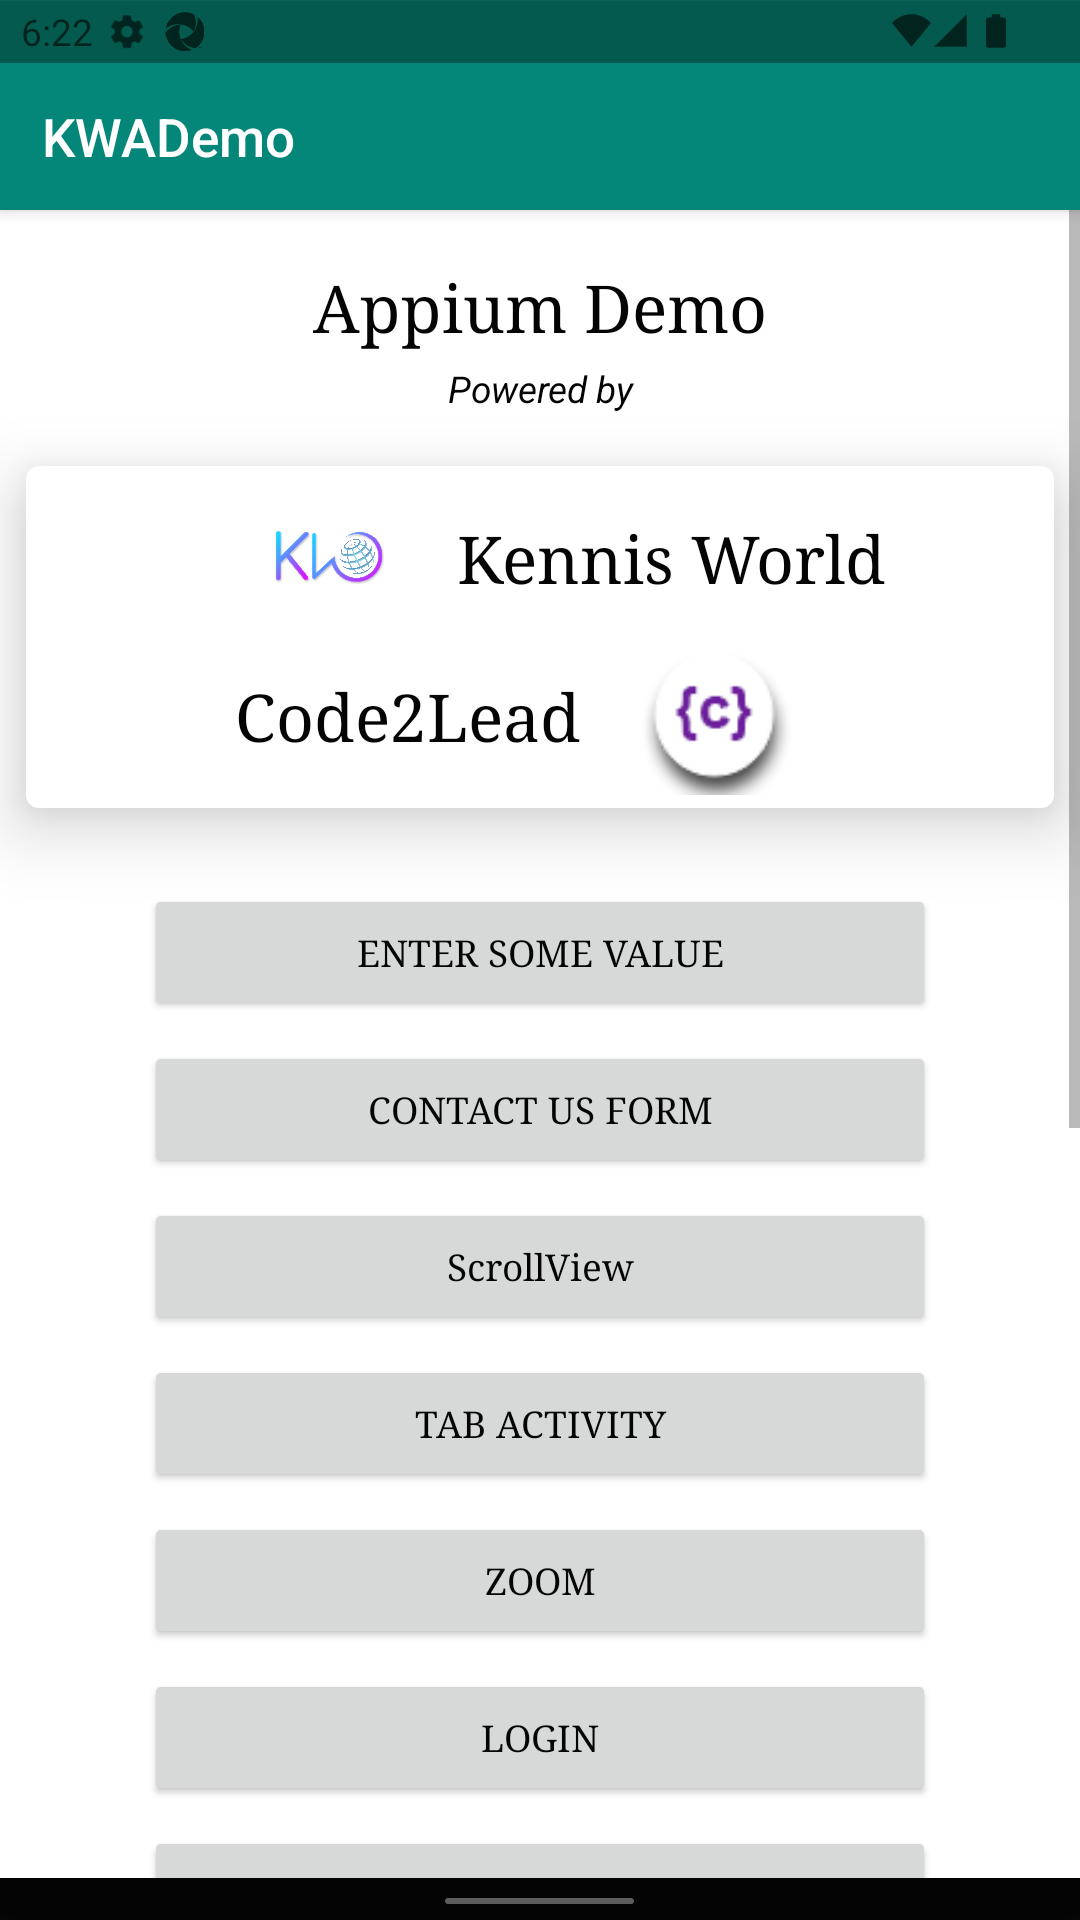 6:22
KWADemo
Appium Demo
Powered by
KW Kennis World
Code2Lead {c}
ENTER SOME VALUE
CONTACT US FORM
ScrollView
TAB ACTIVITY
ZOOM
LOGIN